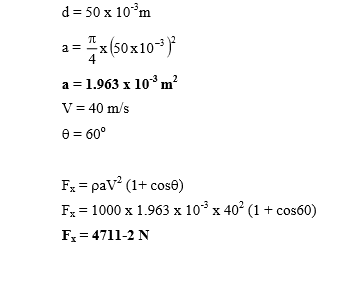 d = 50 x 10⁻³m
a = π/4 x (50x10⁻³)²
a = 1.963 x 10⁻³ m²
V = 40 m/s
θ = 60⁰
Fₓ = ρaV² (1+ cosθ)
Fₓ = 1000 x 1.963 x 10⁻³ x 40² (1 + cos60)
Fₓ = 4711-2 N